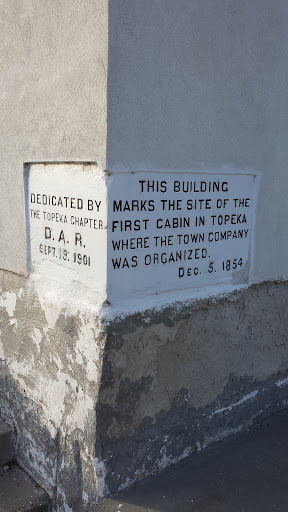 DEDICATED BY
THE TOPEKA CHAPTER
D. A. R.
SEPT. 13. 1901
THIS BUILDING
MARKS THE SITE OF THE
FIRST CABIN IN TOPEKA
WHERE THE TOWN COMPANY
WAS ORGANIZED.
DEC. 5. 1854